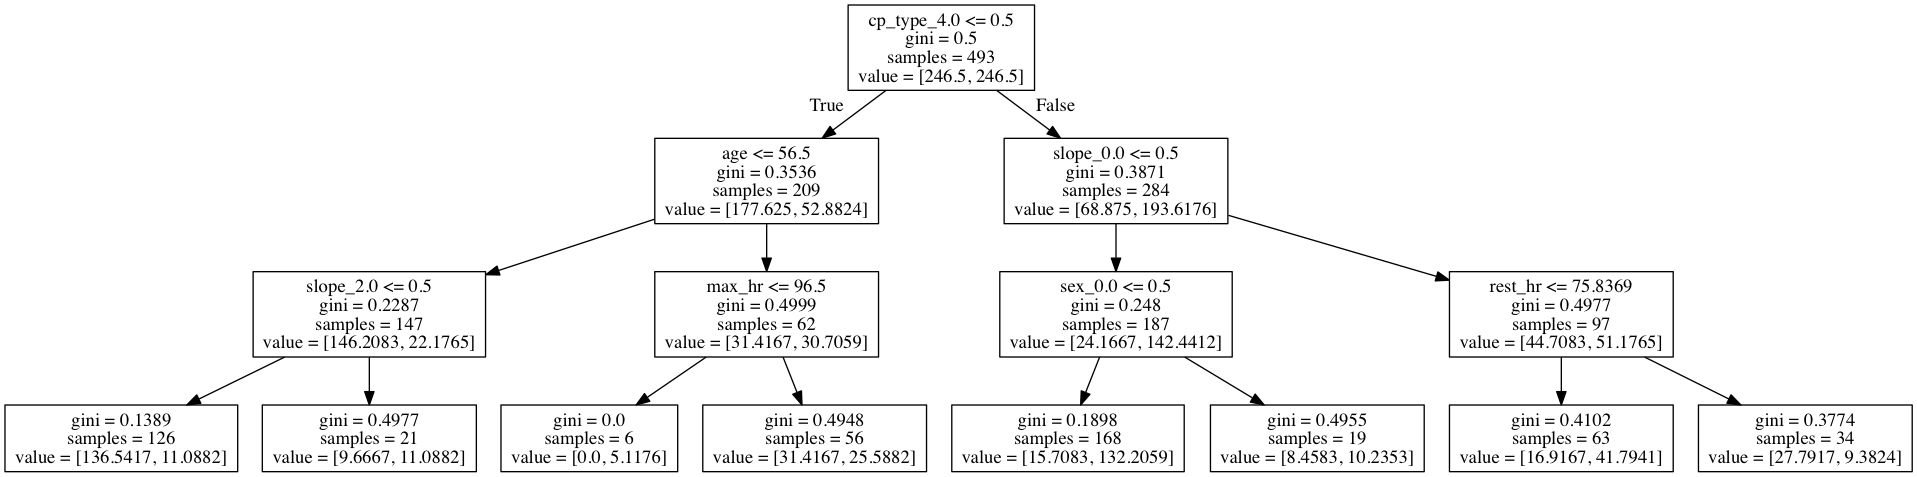 cp_type_4.0 <= 0.5
gini = 0.5
samples = 493
value = [246.5, 246.5]
True
False
age <= 56.5
gini = 0.3536
samples = 209
value = [177.625, 52.8824]
slope_0.0 <= 0.5
gini = 0.3871
samples = 284
value = [68.875, 193.6176]
slope_2.0 <= 0.5
gini = 0.2287
samples = 147
value = [146.2083, 22.1765]
max_hr <= 96.5
gini = 0.4999
samples = 62
value = [31.4167, 30.7059]
sex_0.0 <= 0.5
gini = 0.248
samples = 187
value = [24.1667, 142.4412]
rest_hr <= 75.8369
gini = 0.4977
samples = 97
value = [44.7083, 51.1765]
gini = 0.1389
samples = 126
value = [136.5417, 11.0882]
gini = 0.4977
samples = 21
value = [9.6667, 11.0882]
gini = 0.0
samples = 6
value = [0.0, 5.1176]
gini = 0.4948
samples = 56
value = [31.4167, 25.5882]
gini = 0.1898
samples = 168
value = [15.7083, 132.2059]
gini = 0.4955
samples = 19
value = [8.4583, 10.2353]
gini = 0.4102
samples = 63
value = [16.9167, 41.7941]
gini = 0.3774
samples = 34
value = [27.7917, 9.3824]